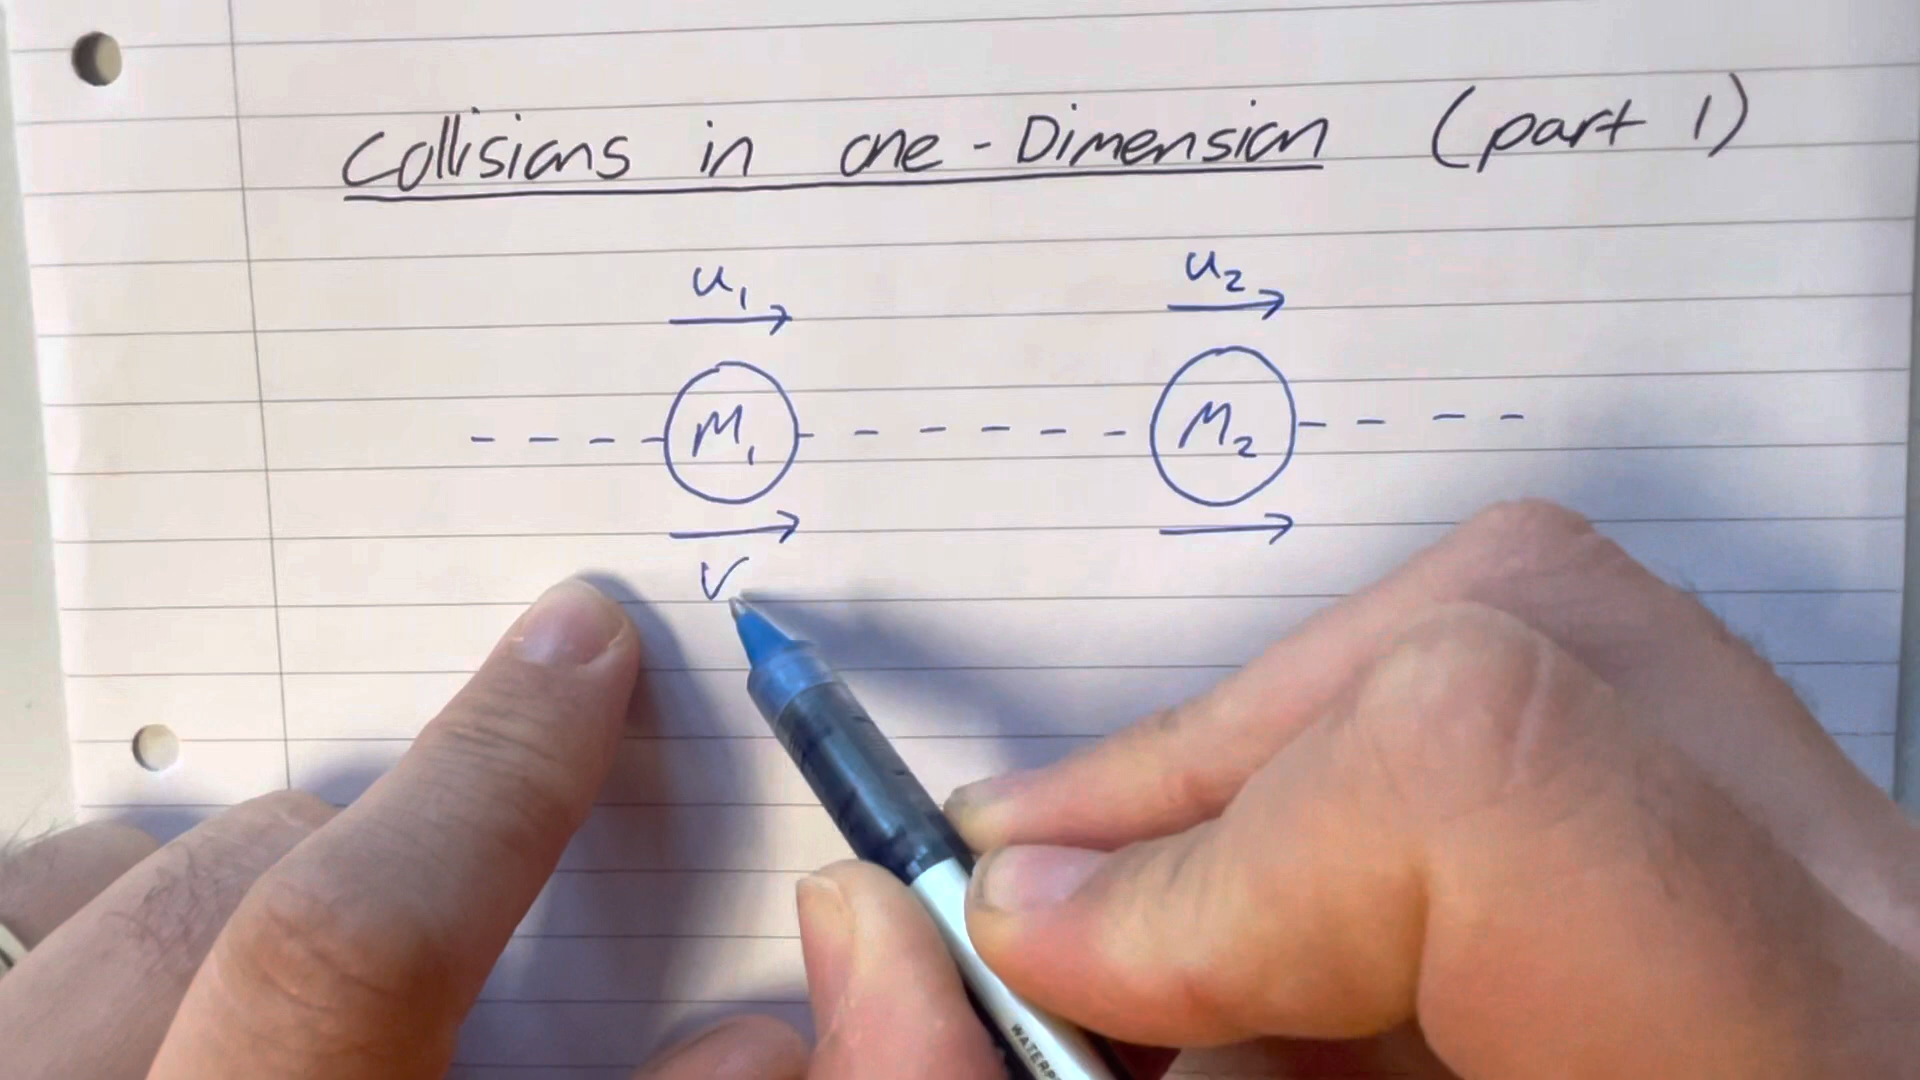 Collisions in one-Dimension (part 1)
u₁ u₂
M₁ M₂
V